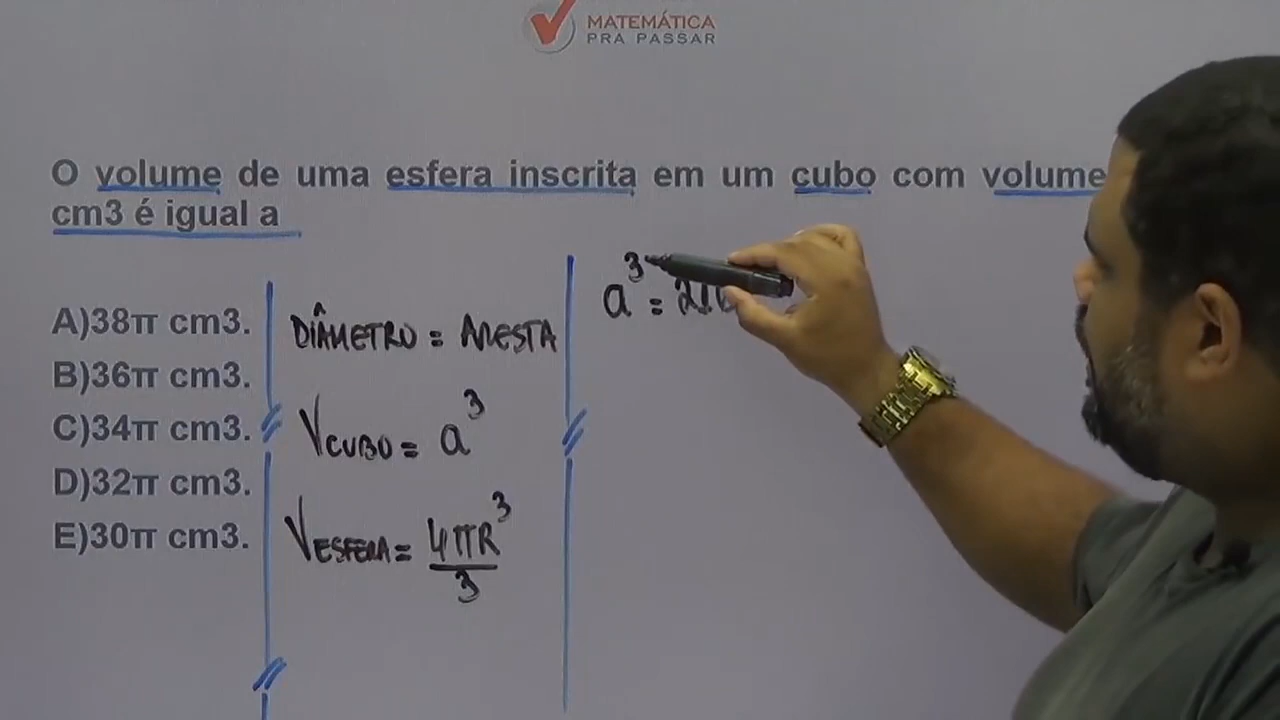 MATEMÁTICA
PRA PASSAR
O volume de uma esfera inscrita em um cubo com volume
cm3 é igual a
A)38π cm3.
B)36π cm3.
C)34π cm3.
D)32π cm3.
E)30π cm3.
DIÂMETRO = ARESTA
VCUBO = a³
VESFERA = 4πR³
3
a³ =